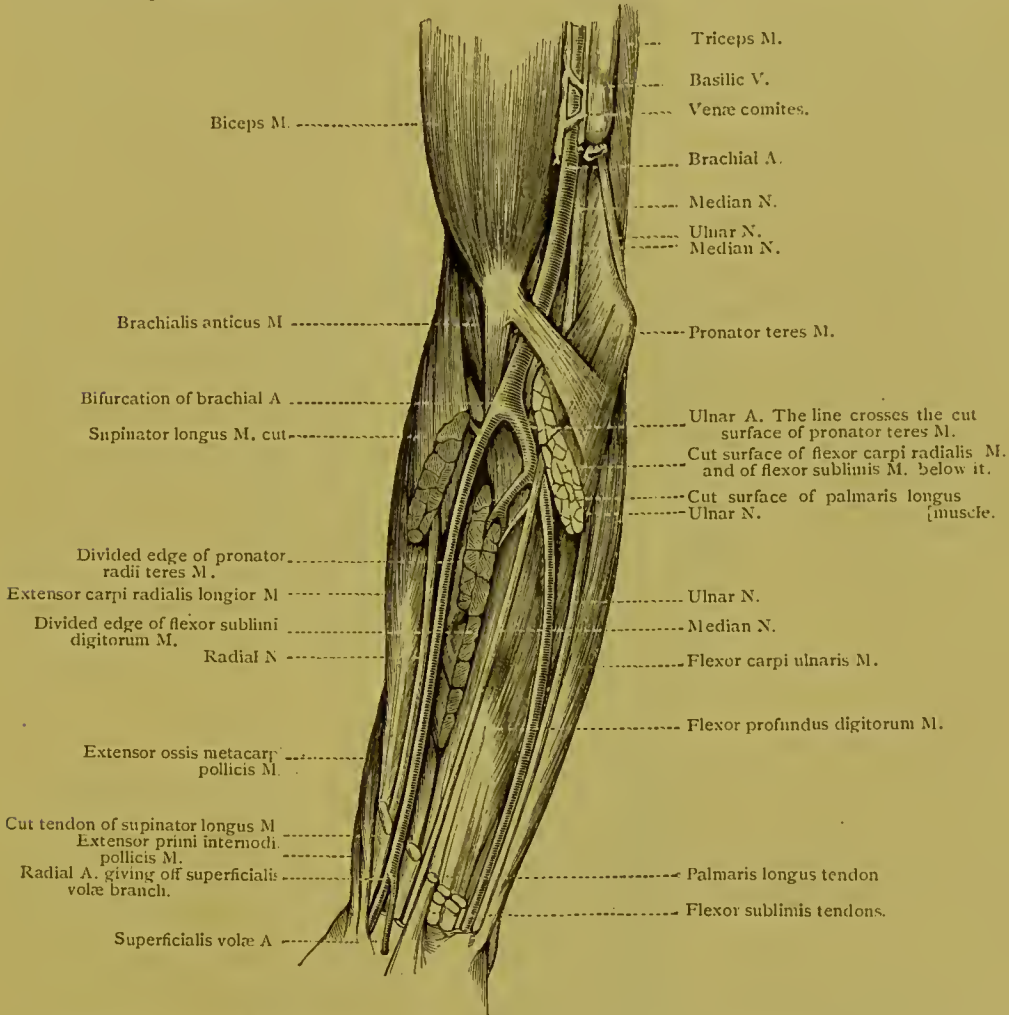 Biceps M.
Brachialis anticus M
Bifurcation of brachial A
Supinator longus M. cut
Divided edge of pronator
radii teres M.
Extensor carpi radialis longior M
Divided edge of flexor sublimi
digitorum M.
Radial N
Extensor ossis metacarp
pollicis M.
Cut tendon of supinator longus M
Extensor primi internodi.
pollicis M.
Radial A. giving off superficialis
volæ branch.
Superficialis volæ A
Triceps M.
Basilic V.
Venæ comites.
Brachial A.
Median N.
Ulnar N.
Median N.
Pronator teres M.
Ulnar A. The line crosses the cut
surface of pronator teres M.
Cut surface of flexor carpi radialis M.
and of flexor sublimis M. below it.
Cut surface of palmaris longus
Ulnar N. [muscle.
Ulnar N.
Median N.
Flexor carpi ulnaris M.
Flexor profundus digitorum M.
Palmaris longus tendon
Flexor sublimis tendons.